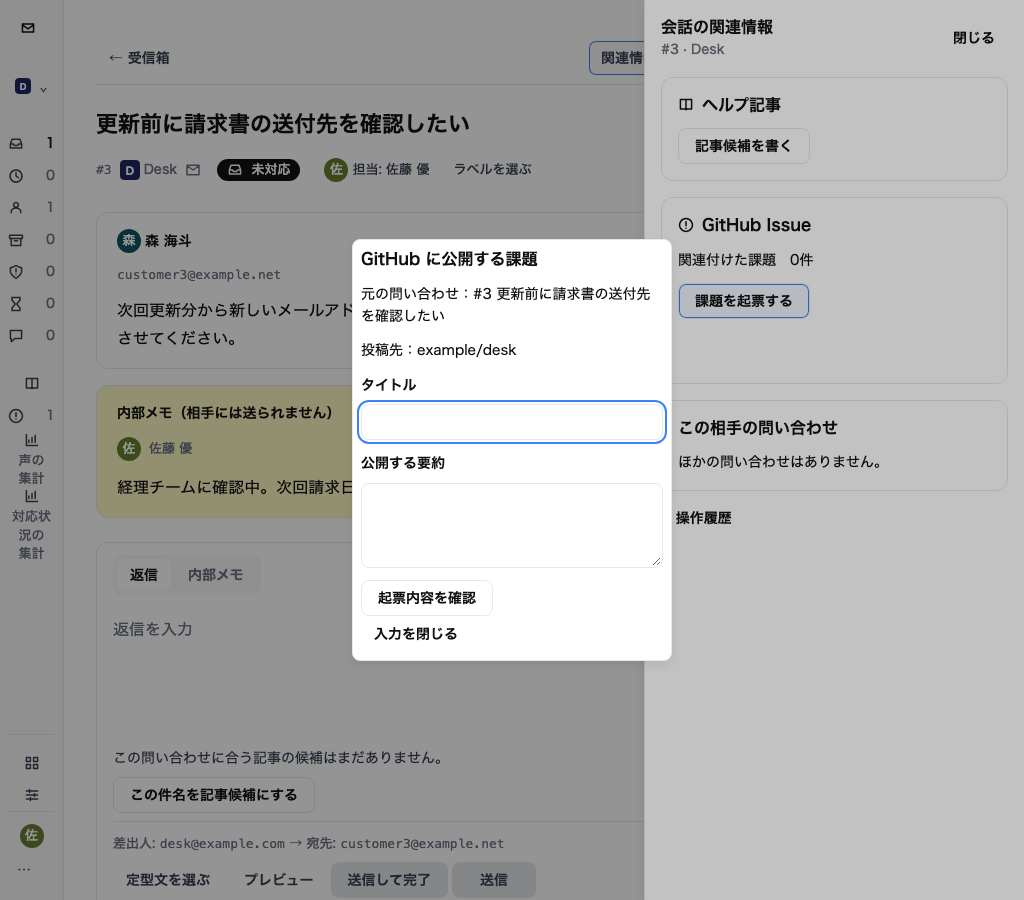 ← 受信箱
関連情
更新前に請求書の送付先を確認したい
#3 D Desk 未対応 佐 担当: 佐藤 優 ラベルを選ぶ
D
1
0
1
0
0
0
0
1
声の
集計
対応状
況の
集計
佐
…
森 森 海斗
customer3@example.net
次回更新分から新しいメールアド
させてください。
内部メモ（相手には送られません）
佐 佐藤 優
経理チームに確認中。次回請求日
返信 内部メモ
返信を入力
この問い合わせに合う記事の候補はまだありません。
この件名を記事候補にする
差出人: desk@example.com → 宛先: customer3@example.net
定型文を選ぶ プレビュー 送信して完了 送信
GitHub に公開する課題
元の問い合わせ：#3 更新前に請求書の送付先
を確認したい
投稿先：example/desk
タイトル
公開する要約
起票内容を確認
入力を閉じる
会話の関連情報
#3 · Desk
閉じる
ヘルプ記事
記事候補を書く
GitHub Issue
関連付けた課題 0件
課題を起票する
この相手の問い合わせ
ほかの問い合わせはありません。
操作履歴